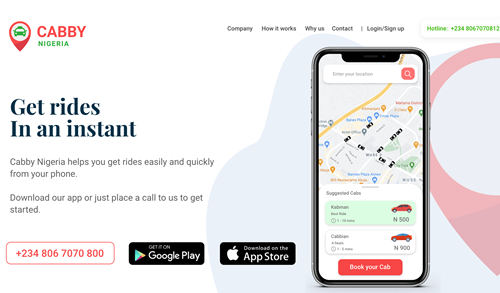 CABBY
NIGERIA
Company How it works Why us Contact | Login/Sign up
Hotline: +234 8067070812
Get rides
In an instant
Cabby Nigeria helps you get rides easily and quickly
from your phone.
Download our app or just place a call to us to get
started.
+234 806 7070 800
GET IT ON
Google Play
Download on the
App Store
Enter your location
WUSE
Suggested Cabs
Kabman
Best Ride
1 - 10 mins
N 500
Cabbian
4 Seats
N 900
Book your Cab